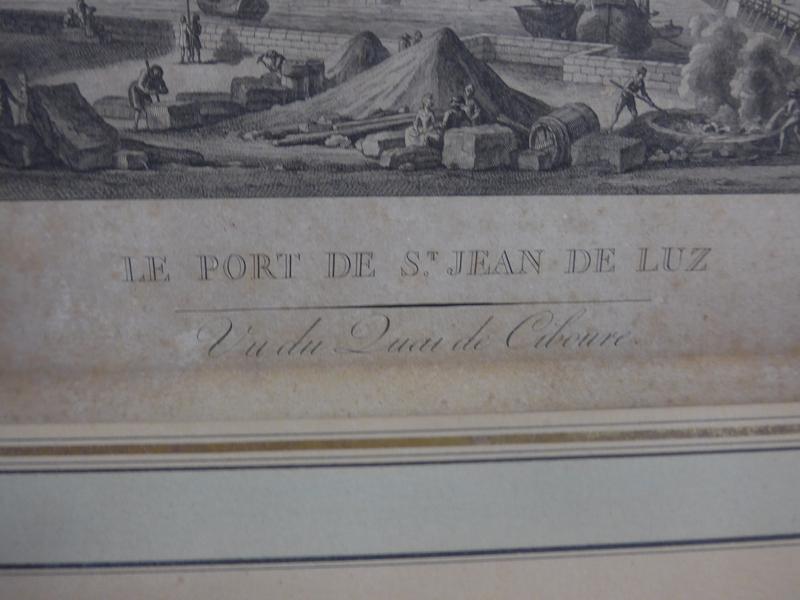 LE PORT DE S.T JEAN DE LUZ
Vu du Quai de Ciboure.